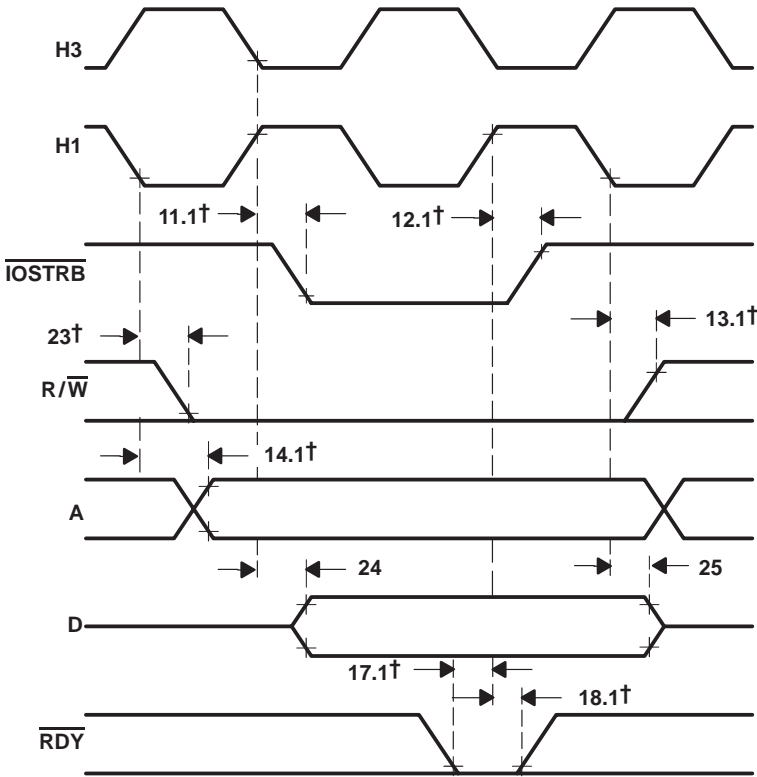 H3
H1
11.1† 12.1†
IOSTRB
23† 13.1†
R/W
14.1†
A
24 25
D
17.1†
18.1†
RDY